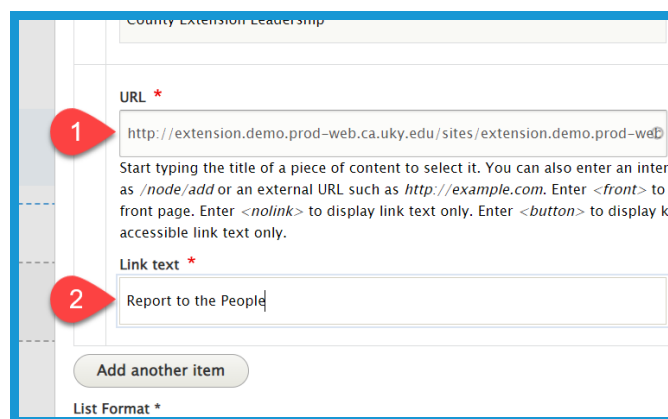 County Extension Leadership
URL *
1
http://extension.demo.prod-web.ca.uky.edu/sites/extension.demo.prod-web
Start typing the title of a piece of content to select it. You can also enter an inter
as /node/add or an external URL such as http://example.com. Enter <front> to
front page. Enter <nolink> to display link text only. Enter <button> to display k
accessible link text only.
Link text *
2
Report to the People
Add another item
List Format *